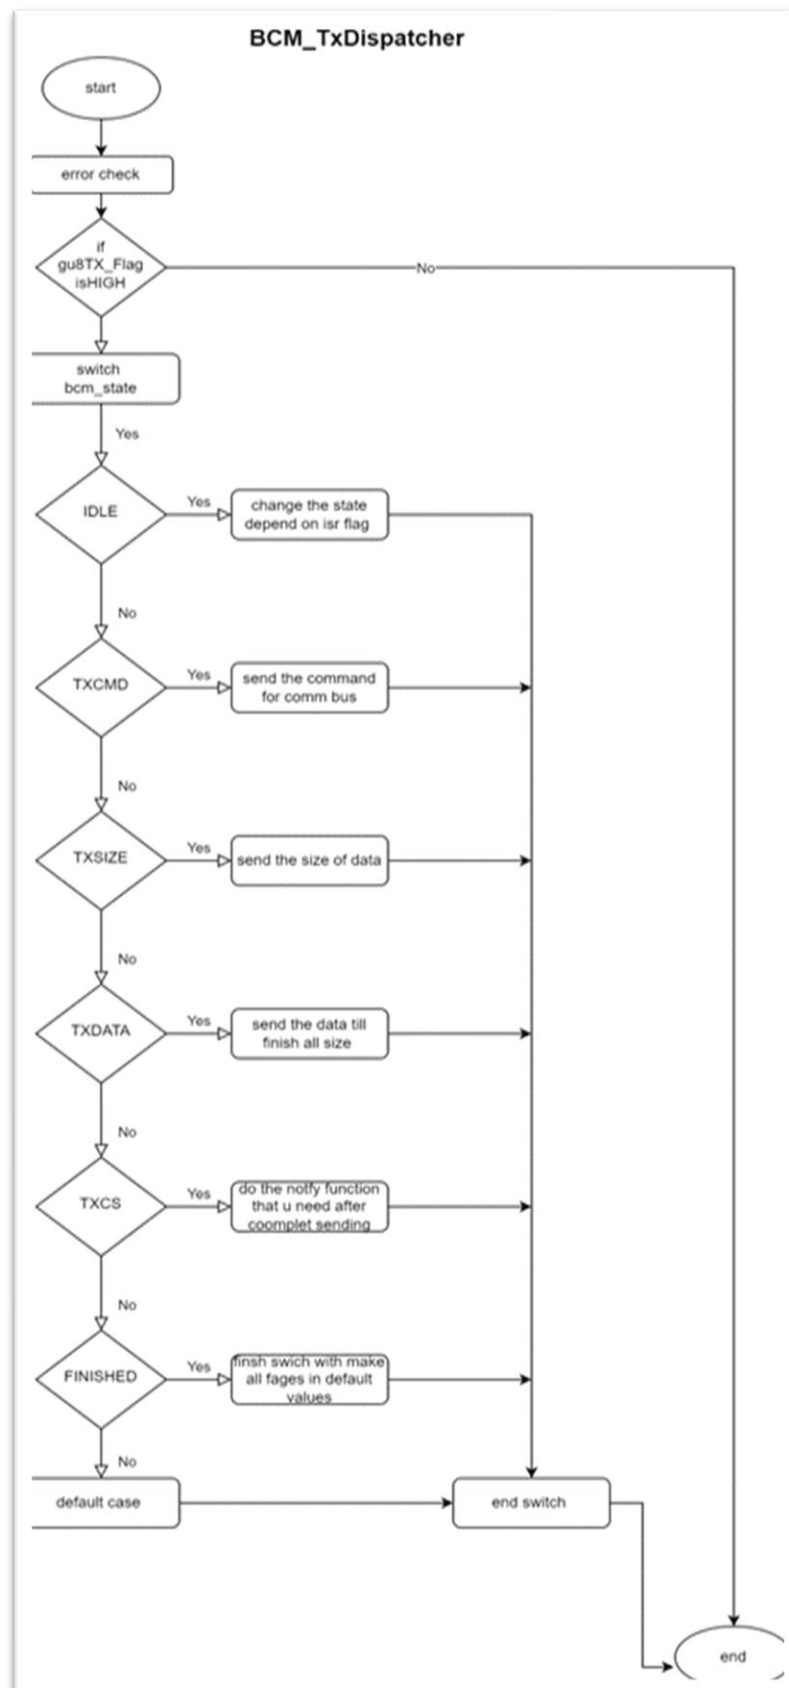 BCM_TxDispatcher
start
error check
if
gu8TX_Flag
isHIGH
No
switch
bcm_state
Yes
IDLE
Yes
change the state
depend on isr flag
No
TXCMD
Yes
send the command
for comm bus
No
TXSIZE
Yes
send the size of data
No
TXDATA
Yes
send the data till
finish all size
No
TXCS
Yes
do the notfy function
that u need after
coomplet sending
No
FINISHED
Yes
finsh swich with make
all fages in default
values
No
default case
end switch
end